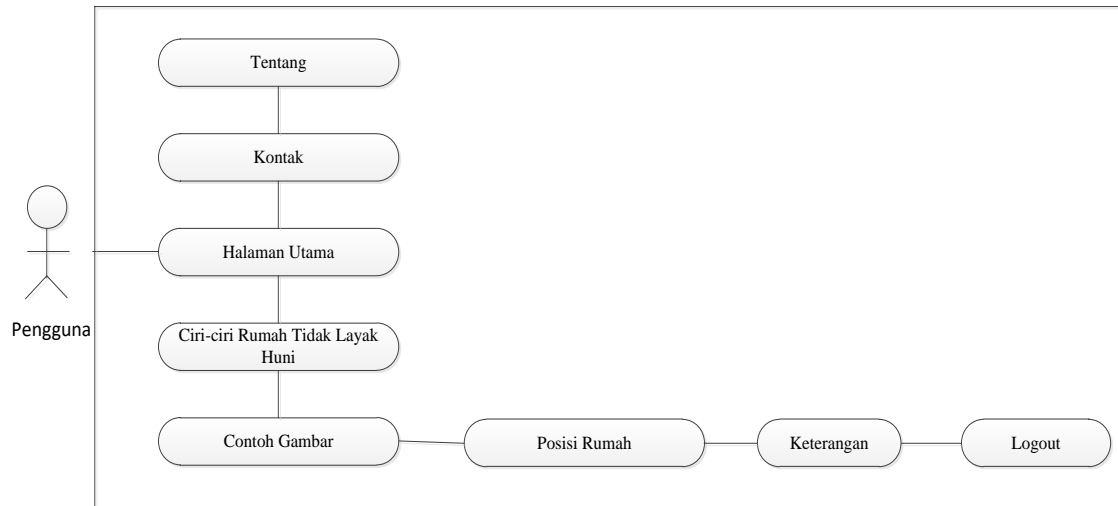 Tentang
Kontak
Halaman Utama
Pengguna
Ciri-ciri Rumah Tidak Layak
Huni
Contoh Gambar
Posisi Rumah
Keterangan
Logout